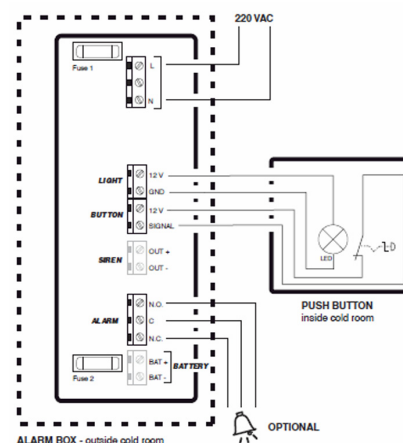 220 VAC
Fuse 1
L
N
LIGHT
12 V
GND
BUTTON
12 V
SIGNAL
SIREN
OUT +
OUT -
LED
PUSH BUTTON
inside cold room
ALARM
N.O.
C
N.C.
BAT +
BATTERY
BAT -
Fuse 2
OPTIONAL
ALARM BOX - outside cold room